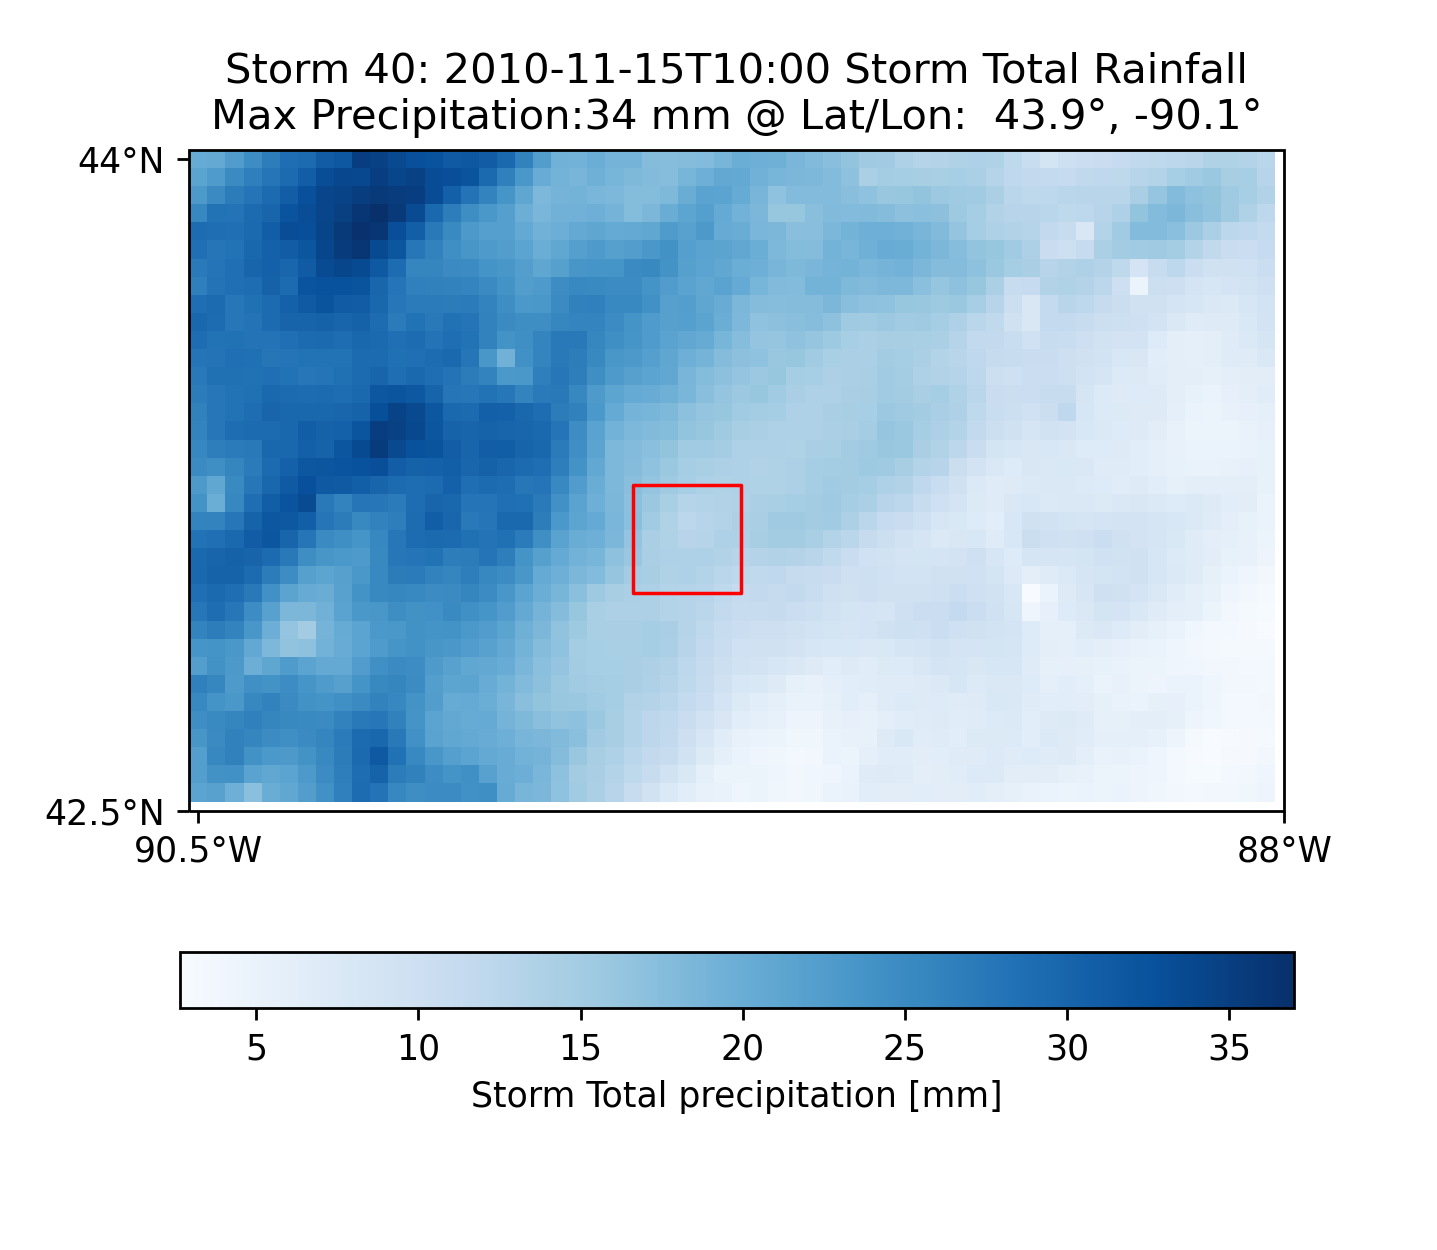 Storm 40: 2010-11-15T10:00 Storm Total Rainfall
Max Precipitation:34 mm @ Lat/Lon:  43.9°, -90.1°
44°N
42.5°N
90.5°W 88°W
5 10 15 20 25 30 35
Storm Total precipitation [mm]